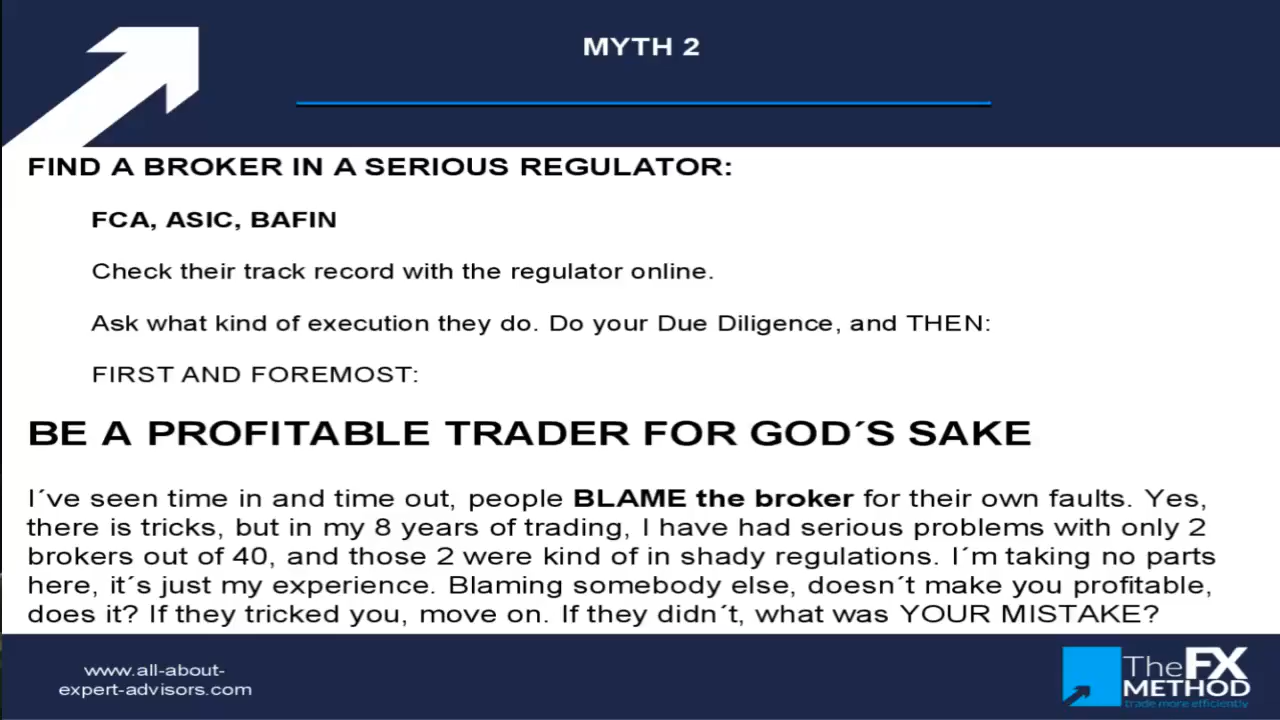 MYTH 2
FIND A BROKER IN A SERIOUS REGULATOR:
FCA, ASIC, BAFIN
Check their track record with the regulator online.
Ask what kind of execution they do. Do your Due Diligence, and THEN:
FIRST AND FOREMOST:
BE A PROFITABLE TRADER FOR GOD´S SAKE
I´ve seen time in and time out, people BLAME the broker for their own faults. Yes,
there is tricks, but in my 8 years of trading, I have had serious problems with only 2
brokers out of 40, and those 2 were kind of in shady regulations. I´m taking no parts
here, it´s just my experience. Blaming somebody else, doesn´t make you profitable,
does it? If they tricked you, move on. If they didn´t, what was YOUR MISTAKE?
www.all-about-
expert-advisors.com
The FX
METHOD
trade more efficiently